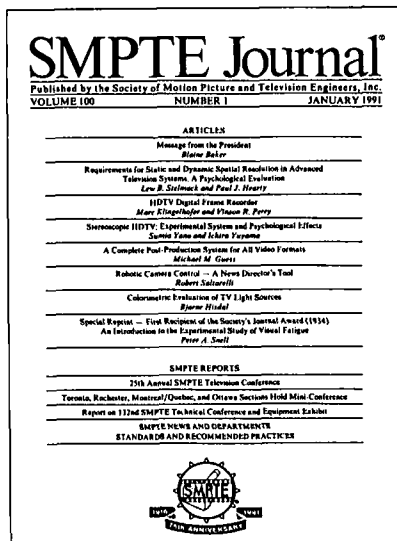 SMPTE Journal®
Published by the Society of Motion Picture and Television Engineers, Inc.
VOLUME 100 NUMBER 1 JANUARY 1991
ARTICLES
Message from the President
Blaine Baker
Requirements for Static and Dynamic Spatial Resolution in Advanced
Television Systems. A Psychological Evaluation
Lew B. Stelmach and Paul J. Hearty
HDTV Digital Frame Recorder
Marc Klingelhofer and Vinson R. Perry
Stereoscopic HDTV: Experimental System and Psychological Effects
Sumio Yano and Ichiro Yuyama
A Complete Post-Production System for All Video Formats
Michael M. Guess
Robotic Camera Control — A News Director's Tool
Robert Saltarelli
Colorimetric Evaluation of TV Light Sources
Bjorne Hisdal
Special Reprint — First Recipient of the Society's Journal Award (1934)
An Introduction to the Experimental Study of Visual Fatigue
Peter A. Snell
SMPTE REPORTS
25th Annual SMPTE Television Conference
Toronto, Rochester, Montreal/Quebec, and Ottawa Sections Hold Mini-Conference
Report on 132nd SMPTE Technical Conference and Equipment Exhibit
SMPTE NEWS AND DEPARTMENTS
STANDARDS AND RECOMMENDED PRACTICES
SMPTE
1916 1991
75TH ANNIVERSARY